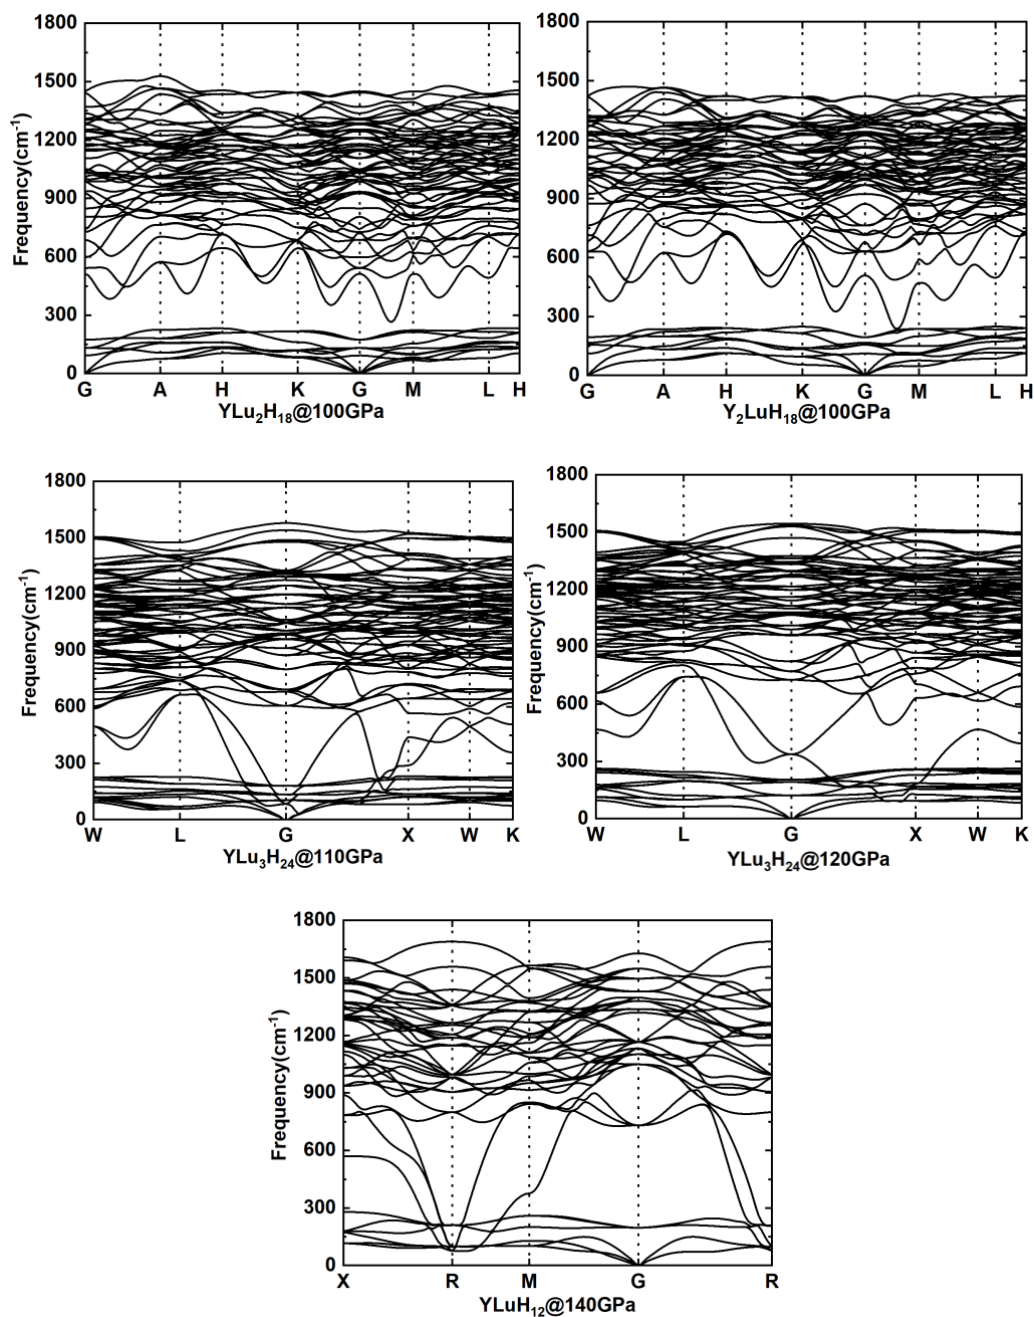 1800
1500
1200
900
600
300
0
Frequency(cm⁻¹)
G A H K G M L H
YLu₂H₁₈@100GPa
1800
1500
1200
900
600
300
0
Frequency(cm⁻¹)
G A H K G M L H
Y₂LuH₁₈@100GPa
1800
1500
1200
900
600
300
0
Frequency(cm⁻¹)
W L G X W K
YLu₃H₂₄@110GPa
1800
1500
1200
900
600
300
0
Frequency(cm⁻¹)
W L G X W K
YLu₃H₂₄@120GPa
1800
1500
1200
900
600
300
0
Frequency(cm⁻¹)
X R M G R
YLuH₁₂@140GPa